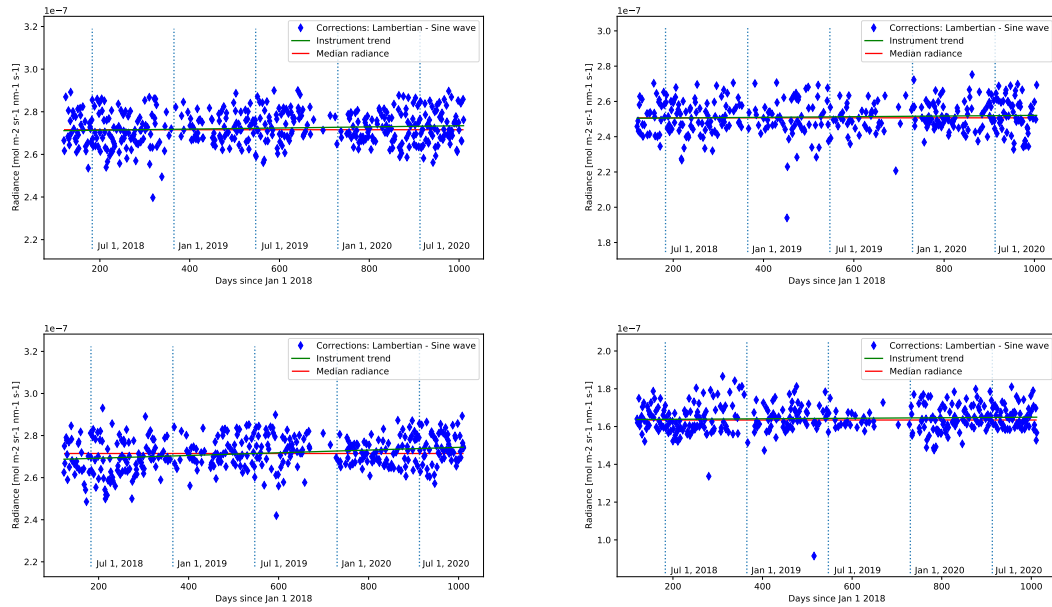 1e−7
Corrections: Lambertian - Sine wave
Instrument trend
Median radiance
3.2
3.0
2.8
2.6
2.4
2.2
Radiance [mol m-2 sr-1 nm-1 s-1]
Jul 1, 2018 Jan 1, 2019 Jul 1, 2019 Jan 1, 2020 Jul 1, 2020
200 400 600 800 1000
Days since Jan 1 2018
1e−7
Corrections: Lambertian - Sine wave
Instrument trend
Median radiance
3.0
2.8
2.6
2.4
2.2
2.0
1.8
Radiance [mol m-2 sr-1 nm-1 s-1]
Jul 1, 2018 Jan 1, 2019 Jul 1, 2019 Jan 1, 2020 Jul 1, 2020
200 400 600 800 1000
Days since Jan 1 2018
1e−7
Corrections: Lambertian - Sine wave
Instrument trend
Median radiance
3.2
3.0
2.8
2.6
2.4
2.2
Radiance [mol m-2 sr-1 nm-1 s-1]
Jul 1, 2018 Jan 1, 2019 Jul 1, 2019 Jan 1, 2020 Jul 1, 2020
200 400 600 800 1000
Days since Jan 1 2018
1e−7
Corrections: Lambertian - Sine wave
Instrument trend
Median radiance
2.0
1.8
1.6
1.4
1.2
1.0
Radiance [mol m-2 sr-1 nm-1 s-1]
Jul 1, 2018 Jan 1, 2019 Jul 1, 2019 Jan 1, 2020 Jul 1, 2020
200 400 600 800 1000
Days since Jan 1 2018